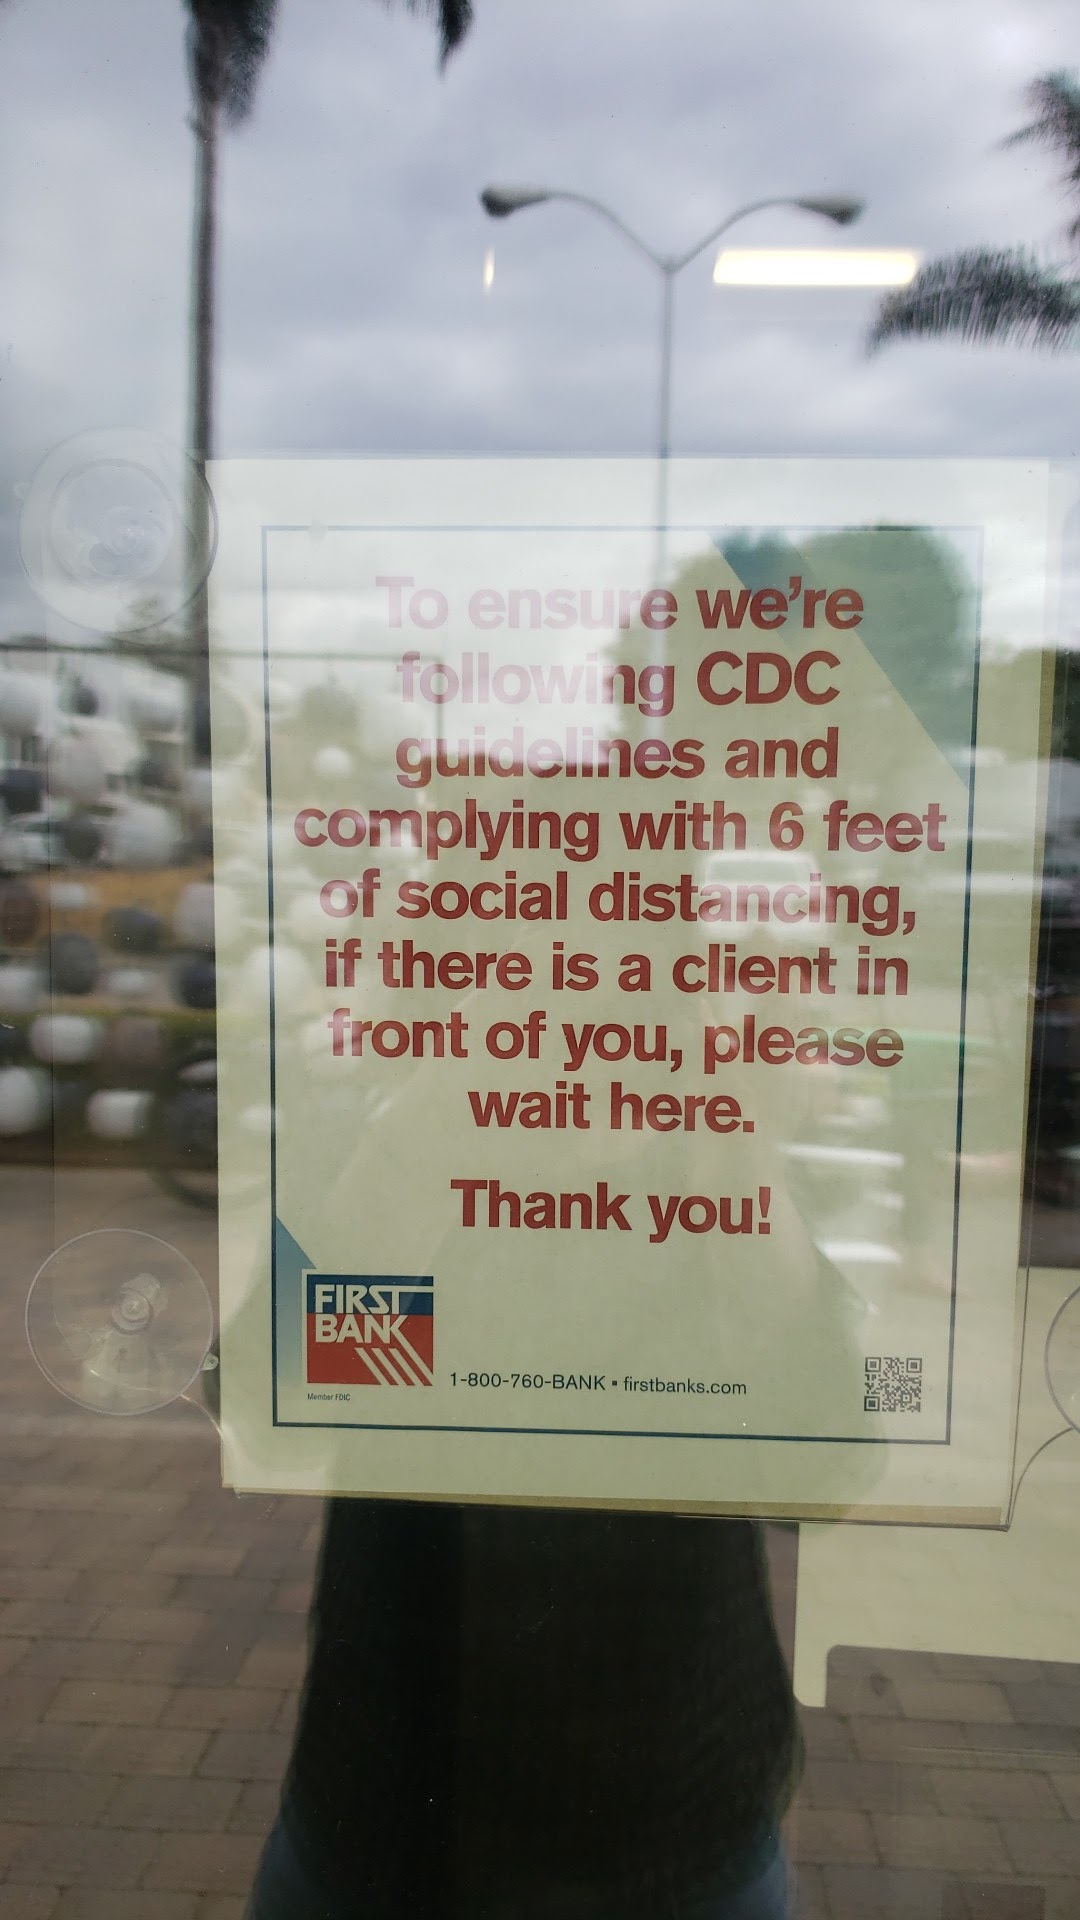 To ensure we're
following CDC
guidelines and
complying with 6 feet
of social distancing,
if there is a client in
front of you, please
wait here.
Thank you!
FIRST
BANK
Member FDIC
1-800-760-BANK ▪ firstbanks.com